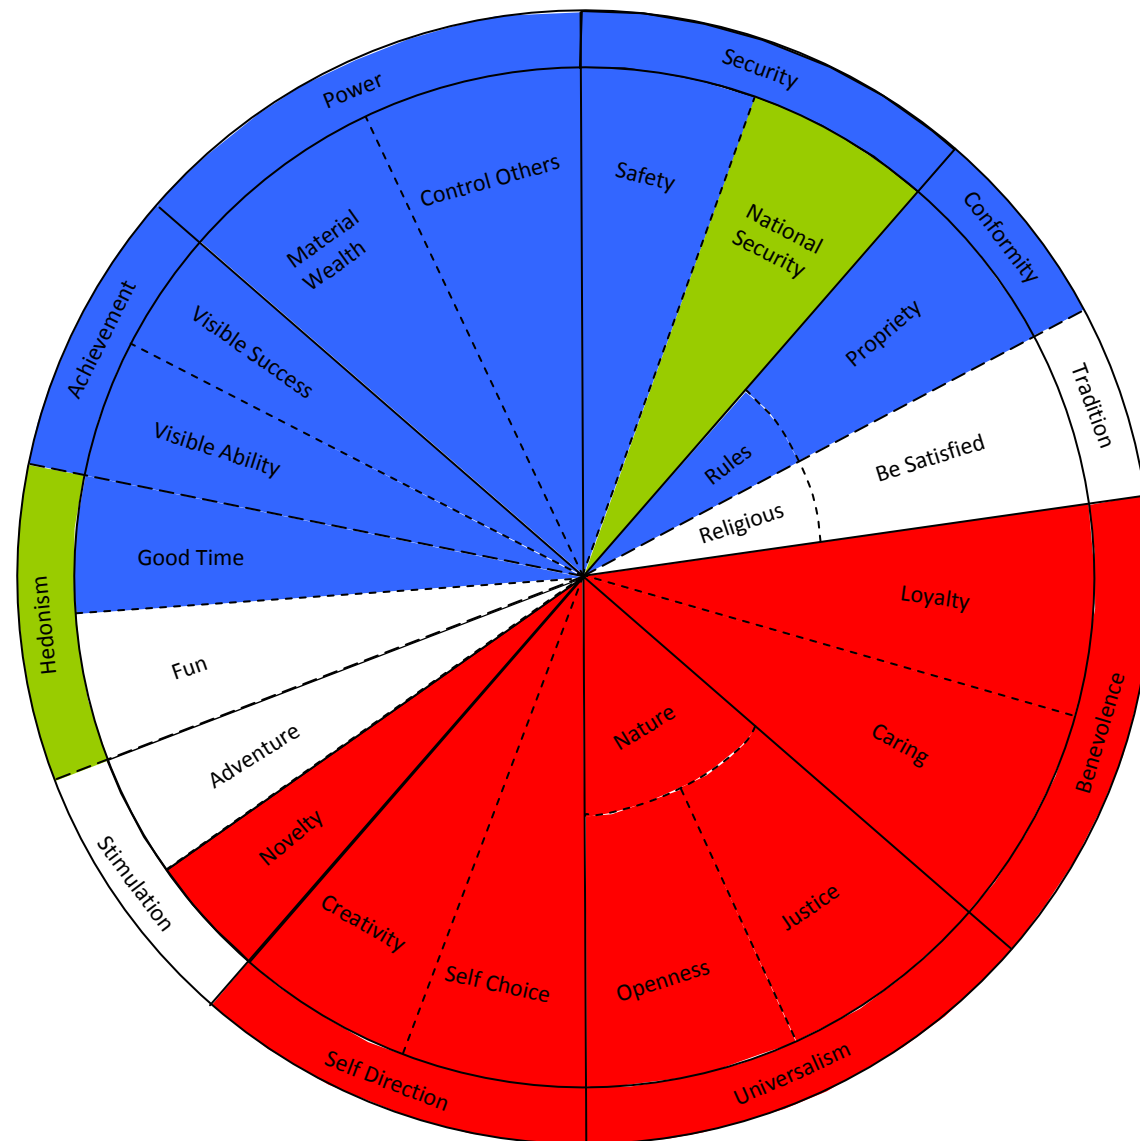 Power
Security
Conformity
Tradition
Benevolence
Universalism
Self Direction
Stimulation
Hedonism
Achievement
Control Others
Safety
National
Security
Propriety
Rules
Be Satisfied
Religious
Loyalty
Caring
Nature
Justice
Openness
Self Choice
Creativity
Novelty
Adventure
Fun
Good Time
Visible Ability
Visible Success
Material
Wealth